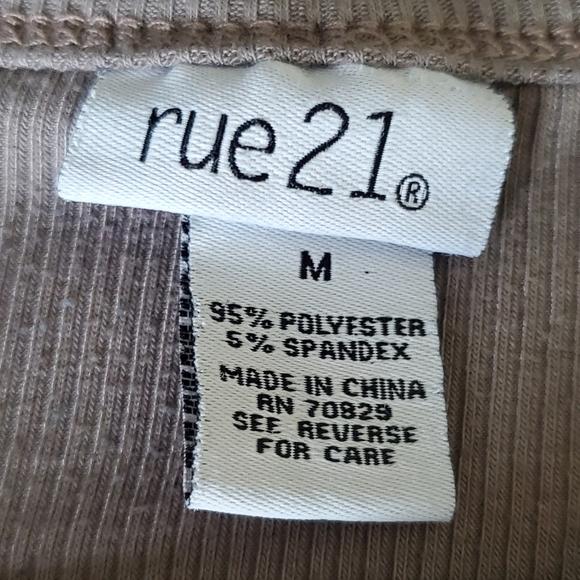 rue21®
M
95% POLYESTER
5% SPANDEX
MADE IN CHINA
RN 70829
SEE REVERSE
FOR CARE